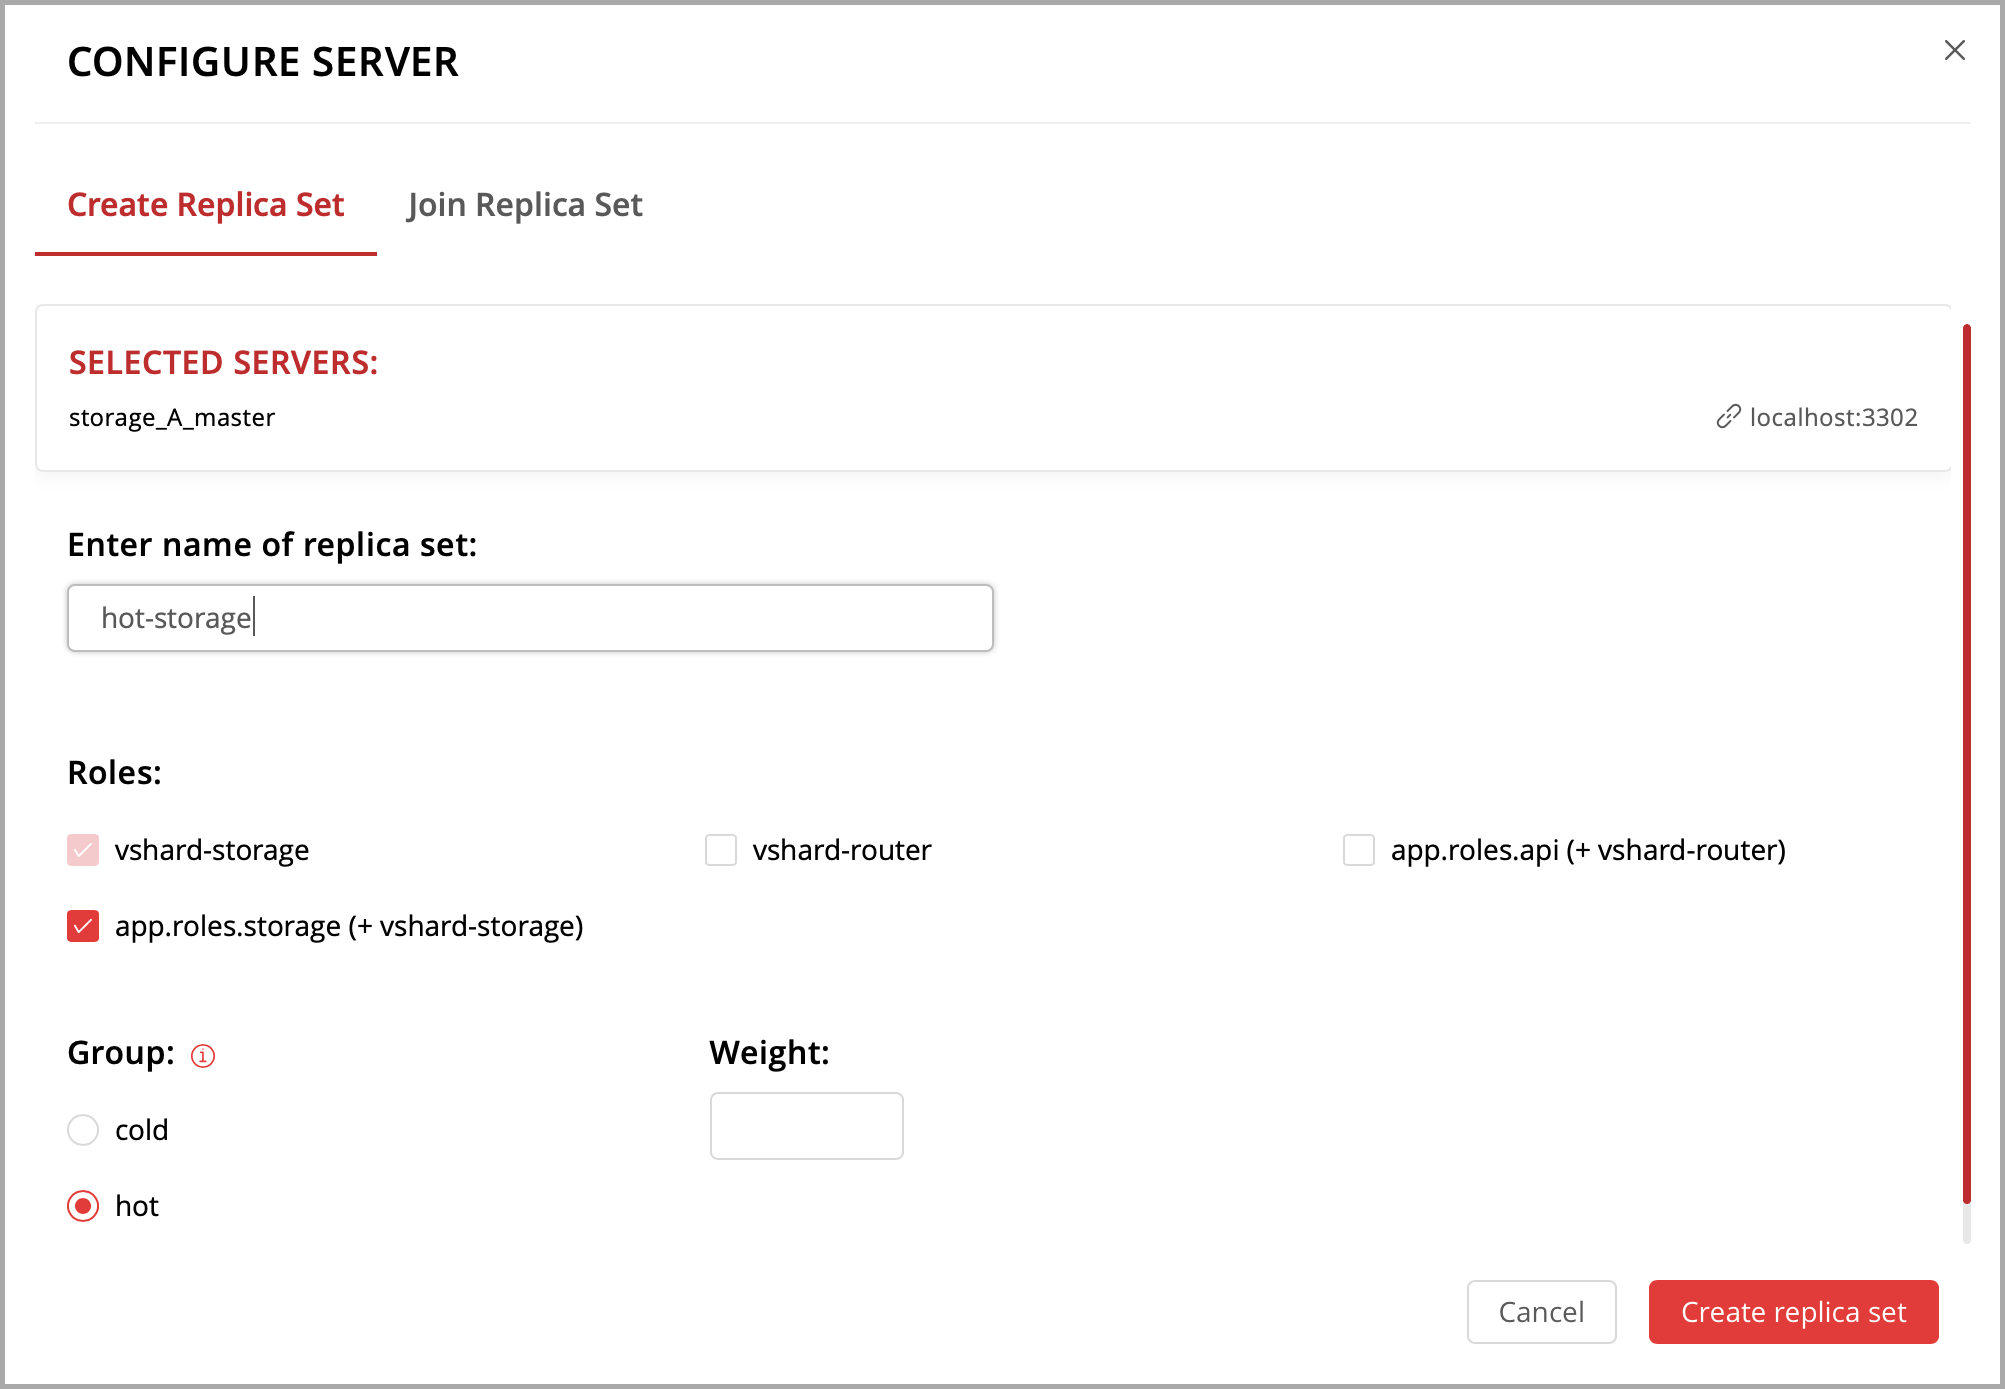 CONFIGURE SERVER
Create Replica Set Join Replica Set
SELECTED SERVERS:
storage_A_master localhost:3302
Enter name of replica set:
hot-storage
Roles:
vshard-storage vshard-router app.roles.api (+ vshard-router)
app.roles.storage (+ vshard-storage)
Group: Weight:
cold
hot
Cancel Create replica set